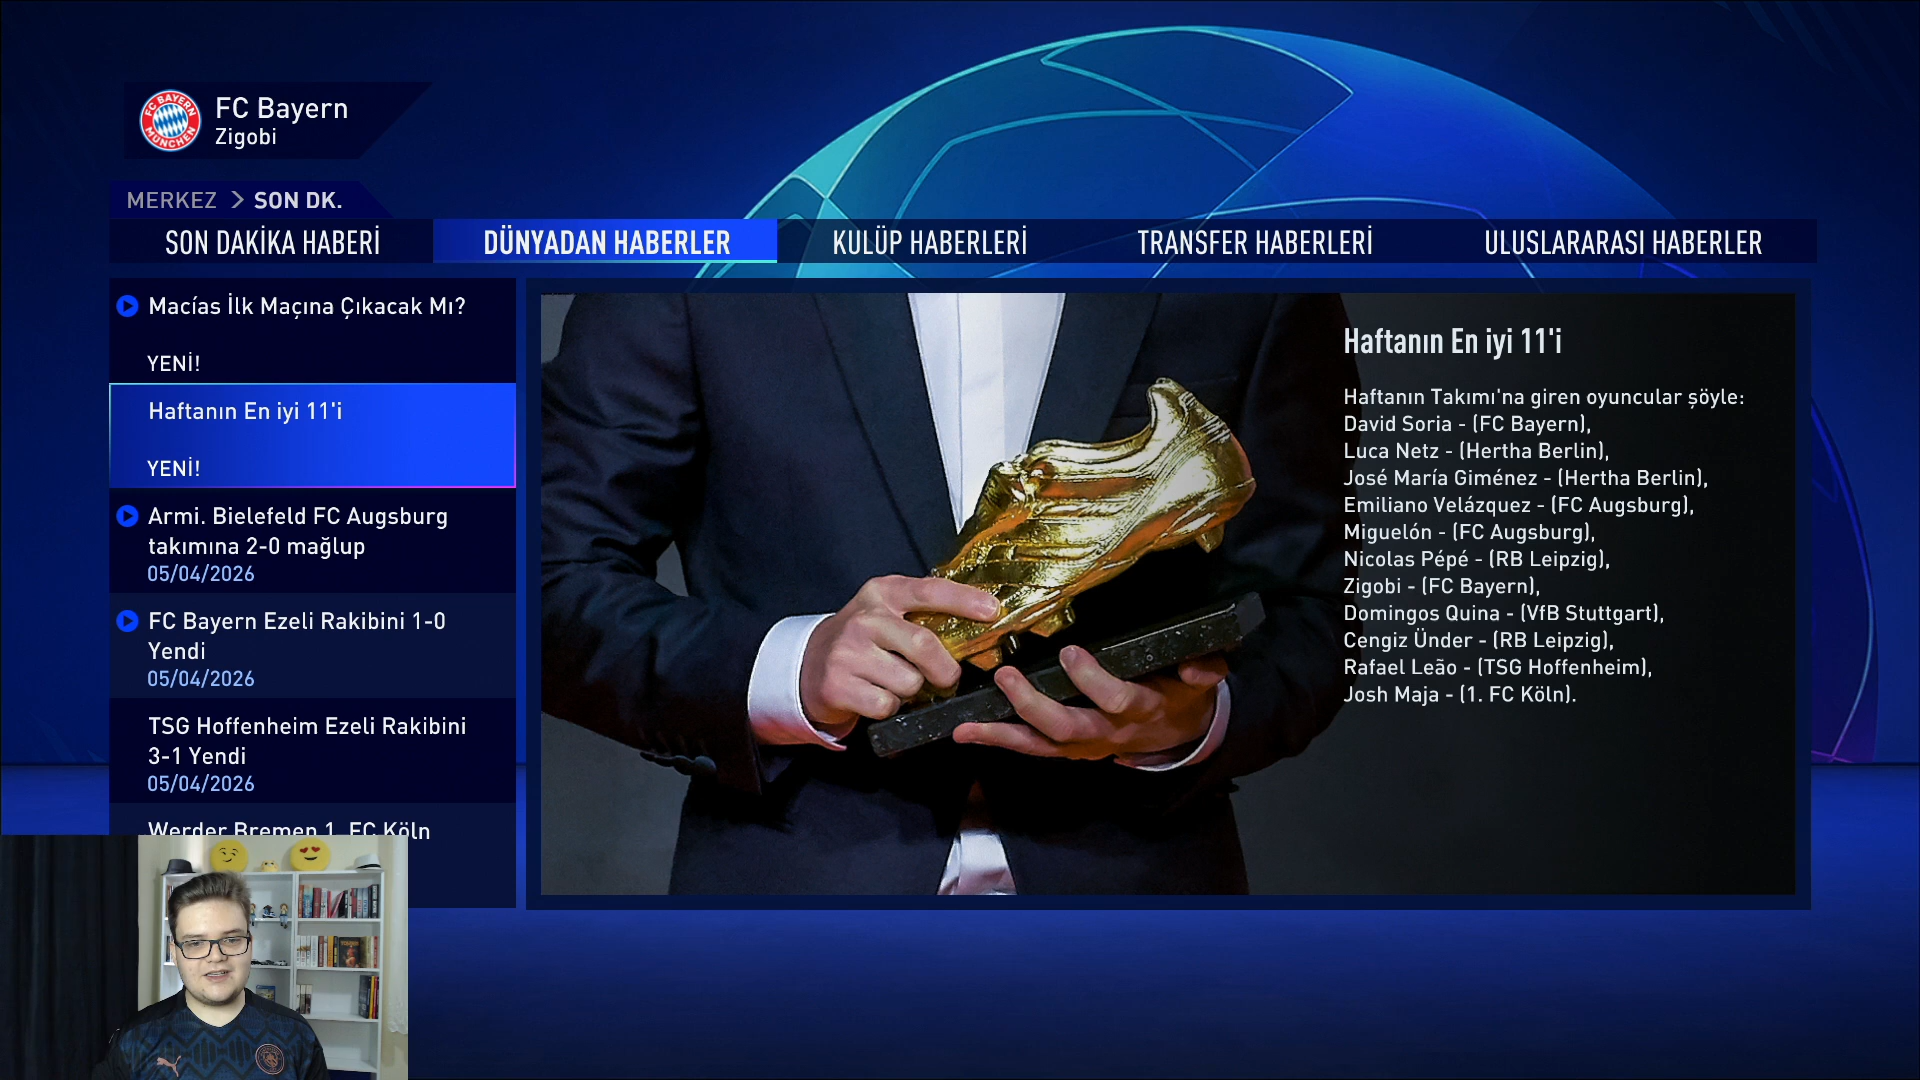 FC BAYERN
MÜNCHEN
FC Bayern
Zigobi
MERKEZ > SON DK.
SON DAKİKA HABERİ
DÜNYADAN HABERLER
KULÜP HABERLERİ
TRANSFER HABERLERİ
ULUSLARARASI HABERLER
Macías İlk Maçına Çıkacak Mı?
YENİ!
Haftanın En iyi 11'i
YENİ!
Armi. Bielefeld FC Augsburg
takımına 2-0 mağlup
05/04/2026
FC Bayern Ezeli Rakibini 1-0
Yendi
05/04/2026
TSG Hoffenheim Ezeli Rakibini
3-1 Yendi
05/04/2026
Werder Bremen 1. FC Köln
Haftanın En iyi 11'i
Haftanın Takımı'na giren oyuncular şöyle:
David Soria - (FC Bayern),
Luca Netz - (Hertha Berlin),
José María Giménez - (Hertha Berlin),
Emiliano Velázquez - (FC Augsburg),
Miguelón - (FC Augsburg),
Nicolas Pépé - (RB Leipzig),
Zigobi - (FC Bayern),
Domingos Quina - (VfB Stuttgart),
Cengiz Ünder - (RB Leipzig),
Rafael Leão - (TSG Hoffenheim),
Josh Maja - (1. FC Köln).